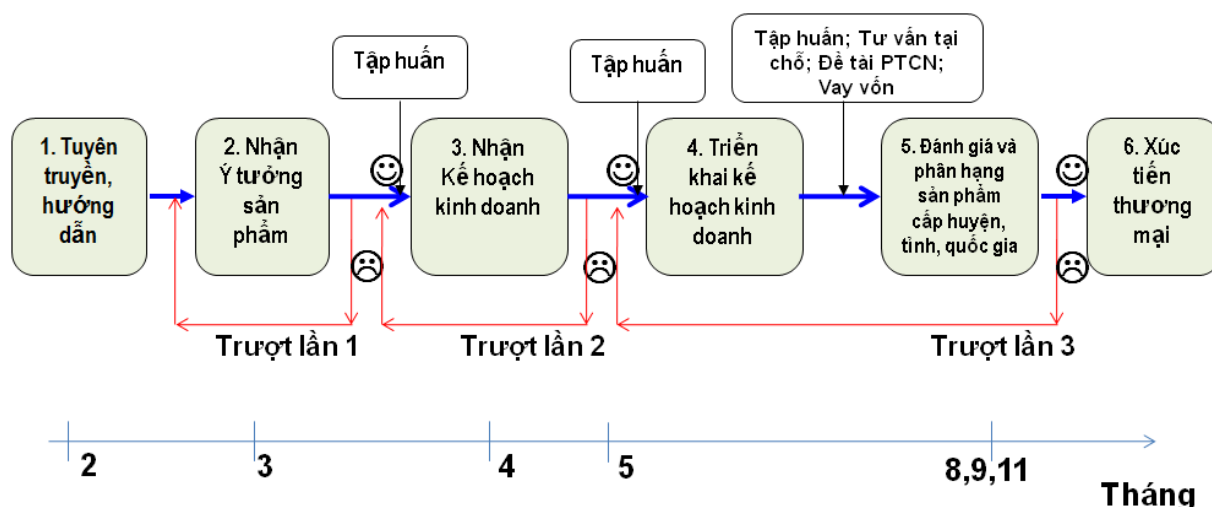 Tập huấn
Tập huấn
Tập huấn; Tư vấn tại
chỗ; Đề tài PTCN;
Vay vốn
1. Tuyên
truyền,
hướng
dẫn
2. Nhận
Ý tưởng
sản
phẩm
3. Nhận
Kế hoạch
kinh doanh
4. Triển
khai kế
hoạch kinh
doanh
5. Đánh giá và
phân hạng
sản phẩm
cấp huyện,
tỉnh, quốc gia
6. Xúc
tiến
thương
mại
Trượt lần 1
Trượt lần 2
Trượt lần 3
2
3
4
5
8,9,11
Tháng